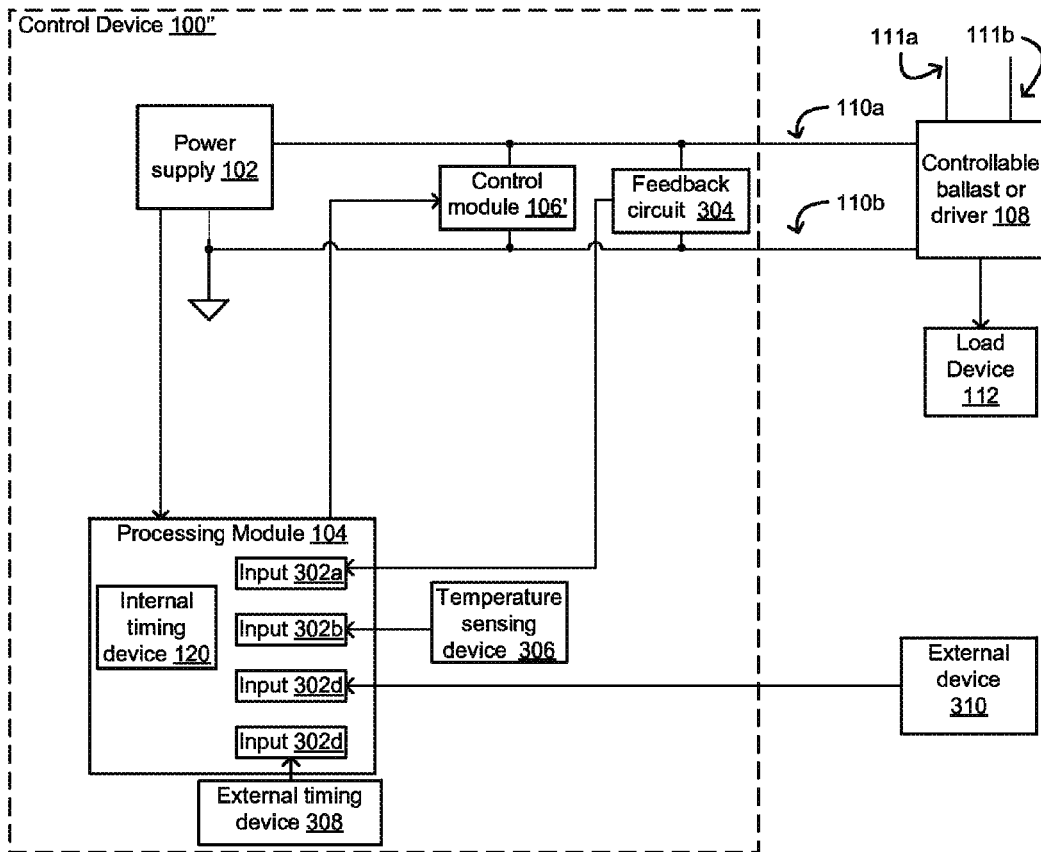 Control Device 100"
111a
111b
110a
Power
supply 102
Control
module 106'
Feedback
circuit 304
Controllable
ballast or
driver 108
110b
Load
Device
112
Processing Module 104
Input 302a
Internal
timing
device 120
Input 302b
Temperature
sensing
device 306
Input 302d
External
device
310
Input 302d
External timing
device 308